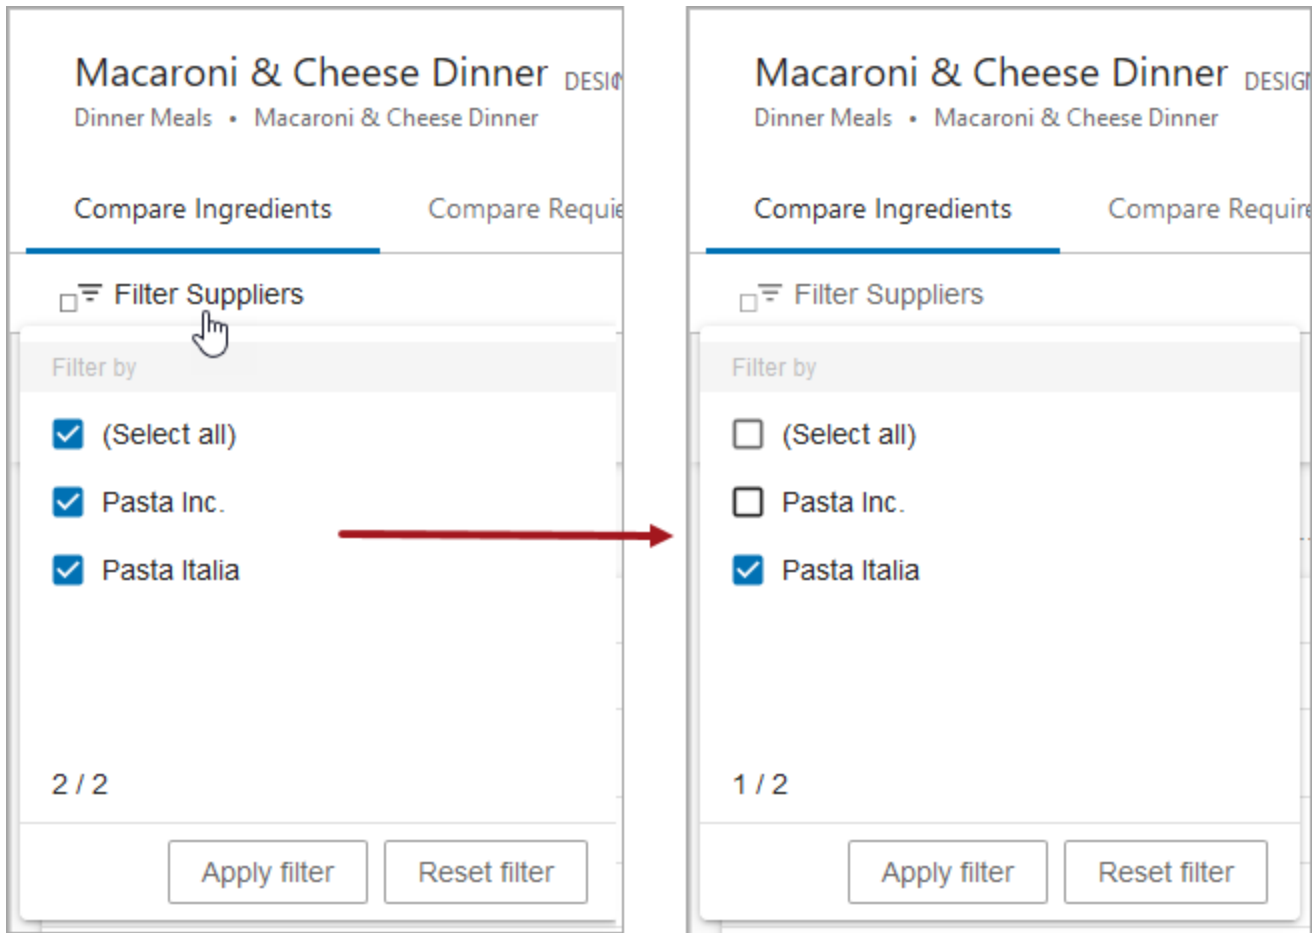 Macaroni & Cheese Dinner
Dinner Meals • Macaroni & Cheese Dinner
Compare Ingredients
Filter Suppliers
Filter by
(Select all)
Pasta Inc.
Pasta Italia
2 / 2
Apply filter Reset filter
Macaroni & Cheese Dinner
Dinner Meals • Macaroni & Cheese Dinner
Compare Ingredients
Filter Suppliers
Filter by
(Select all)
Pasta Inc.
Pasta Italia
1 / 2
Apply filter Reset filter